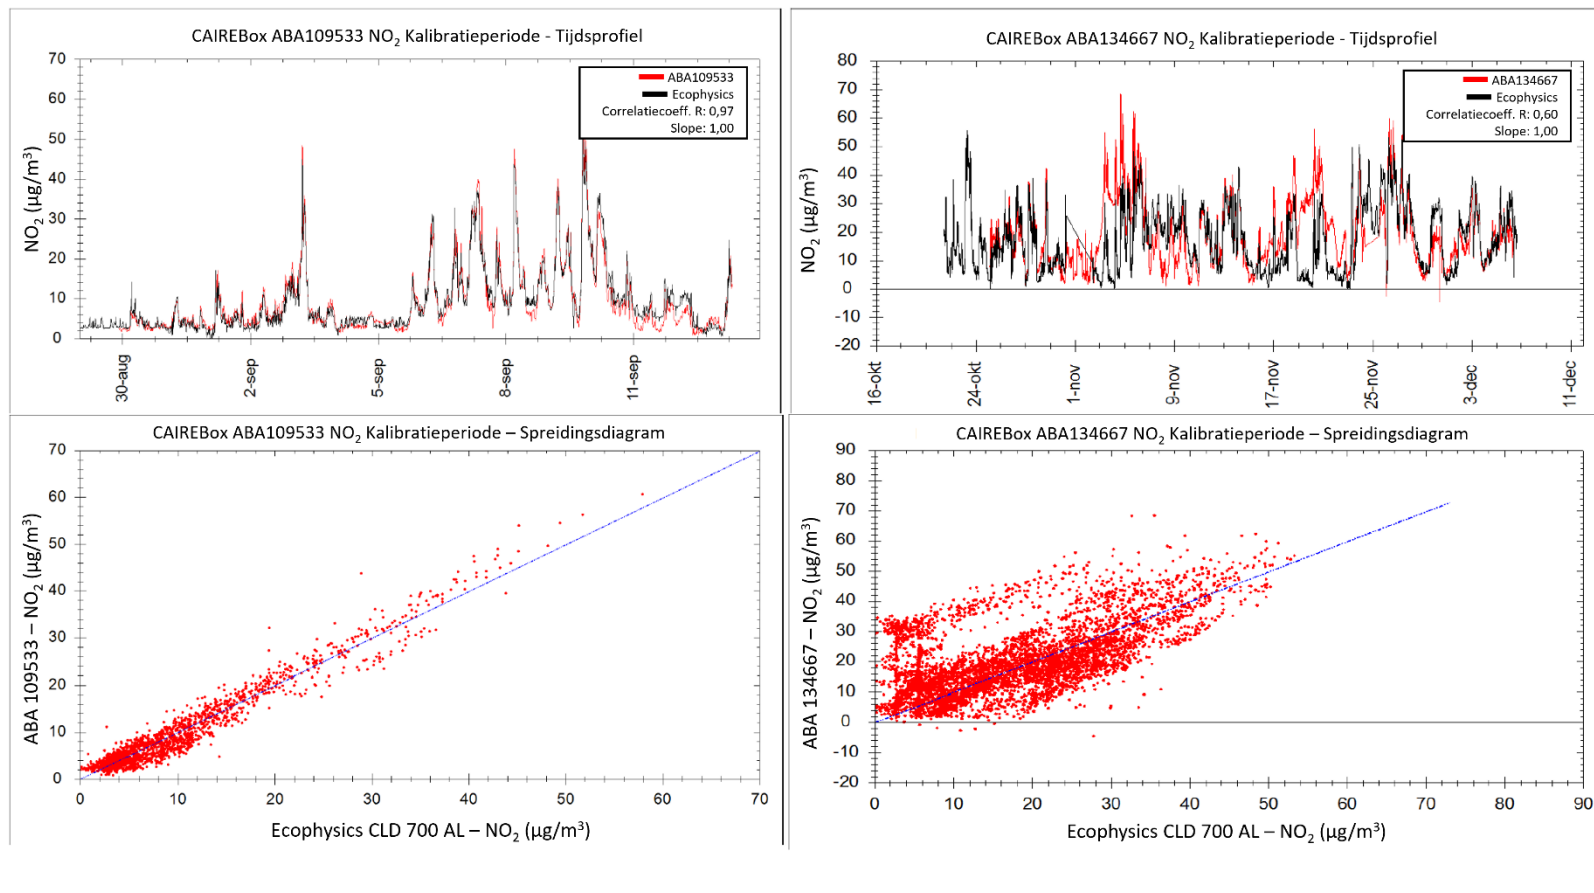 CAIREBox ABA109533 NO2 Kalibratieperiode - Tijdsprofiel
70
60
50
40
30
20
10
0
NO2 (µg/m3)
ABA109533
Ecophysics
Correlatiecoeff. R: 0,97
Slope: 1,00
30-aug
2-sep
5-sep
8-sep
11-sep
CAIREBox ABA134667 NO2 Kalibratieperiode - Tijdsprofiel
80
70
60
50
40
30
20
10
0
-10
-20
NO2 (µg/m3)
ABA134667
Ecophysics
Correlatiecoeff. R: 0,60
Slope: 1,00
16-okt
24-okt
1-nov
9-nov
17-nov
25-nov
3-dec
11-dec
CAIREBox ABA109533 NO2 Kalibratieperiode – Spreidingsdiagram
70
60
50
40
30
20
10
0
ABA 109533 – NO2 (µg/m3)
0 10 20 30 40 50 60 70
Ecophysics CLD 700 AL – NO2 (µg/m3)
CAIREBox ABA134667 NO2 Kalibratieperiode – Spreidingsdiagram
90
80
70
60
50
40
30
20
10
0
-10
-20
ABA 134667 – NO2 (µg/m3)
0 10 20 30 40 50 60 70 80 90
Ecophysics CLD 700 AL – NO2 (µg/m3)